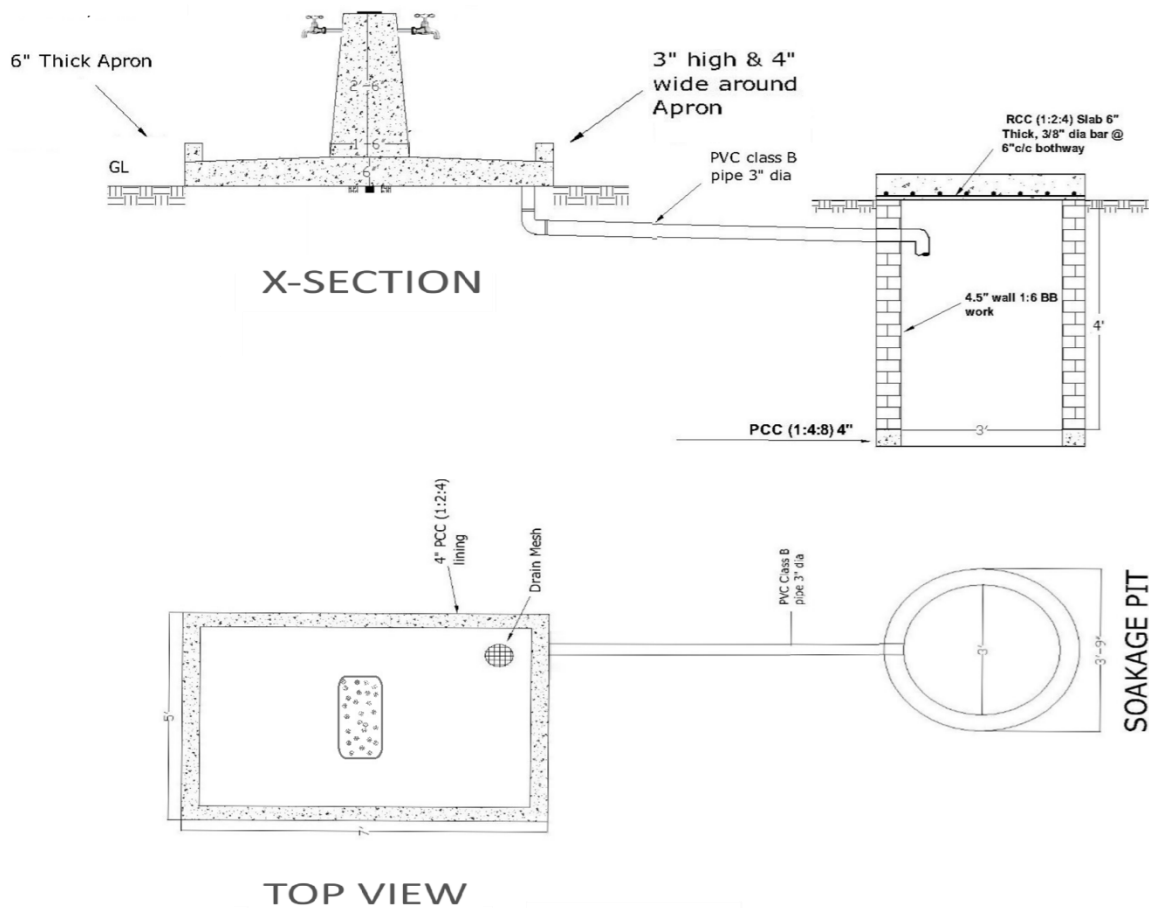 6" Thick Apron
3" high & 4"
wide around
Apron
2'-6"
1'-6"
6"
GL
PVC class B
pipe 3" dia
RCC (1:2:4) Slab 6"
Thick, 3/8" dia bar @
6"c/c bothway
X-SECTION
4.5" wall 1:6 BB
work
4'
3'
PCC (1:4:8) 4"
4" PCC (1:2:4)
lining
Drain Mesh
PVC Class B
pipe 3" dia
5'
7'
3'
3'-9"
SOAKAGE PIT
TOP VIEW